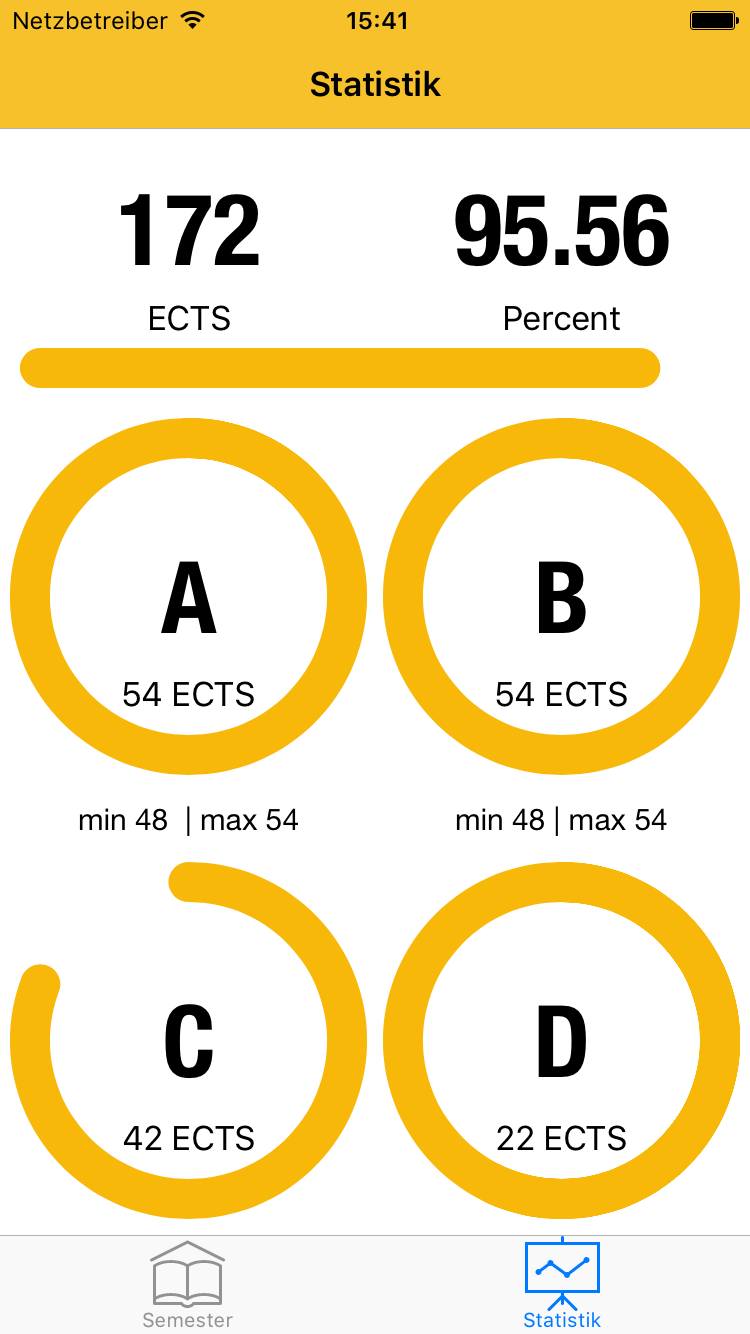 Netzbetreiber 15:41
Statistik
172 95.56
ECTS Percent
A B
54 ECTS 54 ECTS
min 48 | max 54 min 48 | max 54
C D
42 ECTS 22 ECTS
Semester Statistik